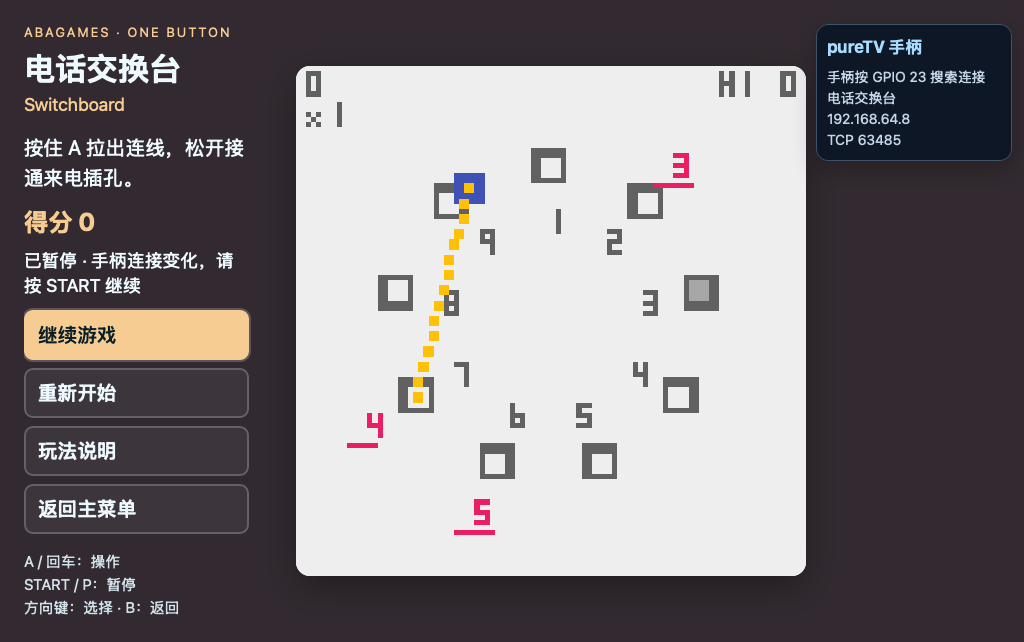 ABAGAMES · ONE BUTTON
电话交换台
Switchboard
按住 A 拉出连线，松开接
通来电插孔。
得分 0
已暂停 · 手柄连接变化，请
按 START 继续
继续游戏
重新开始
玩法说明
返回主菜单
A / 回车：操作
START / P：暂停
方向键：选择 · B：返回
0
HI 0
x1
3
1
9
2
8
3
7
4
6
5
4
5
pureTV 手柄
手柄按 GPIO 23 搜索连接
电话交换台
192.168.64.8
TCP 63485